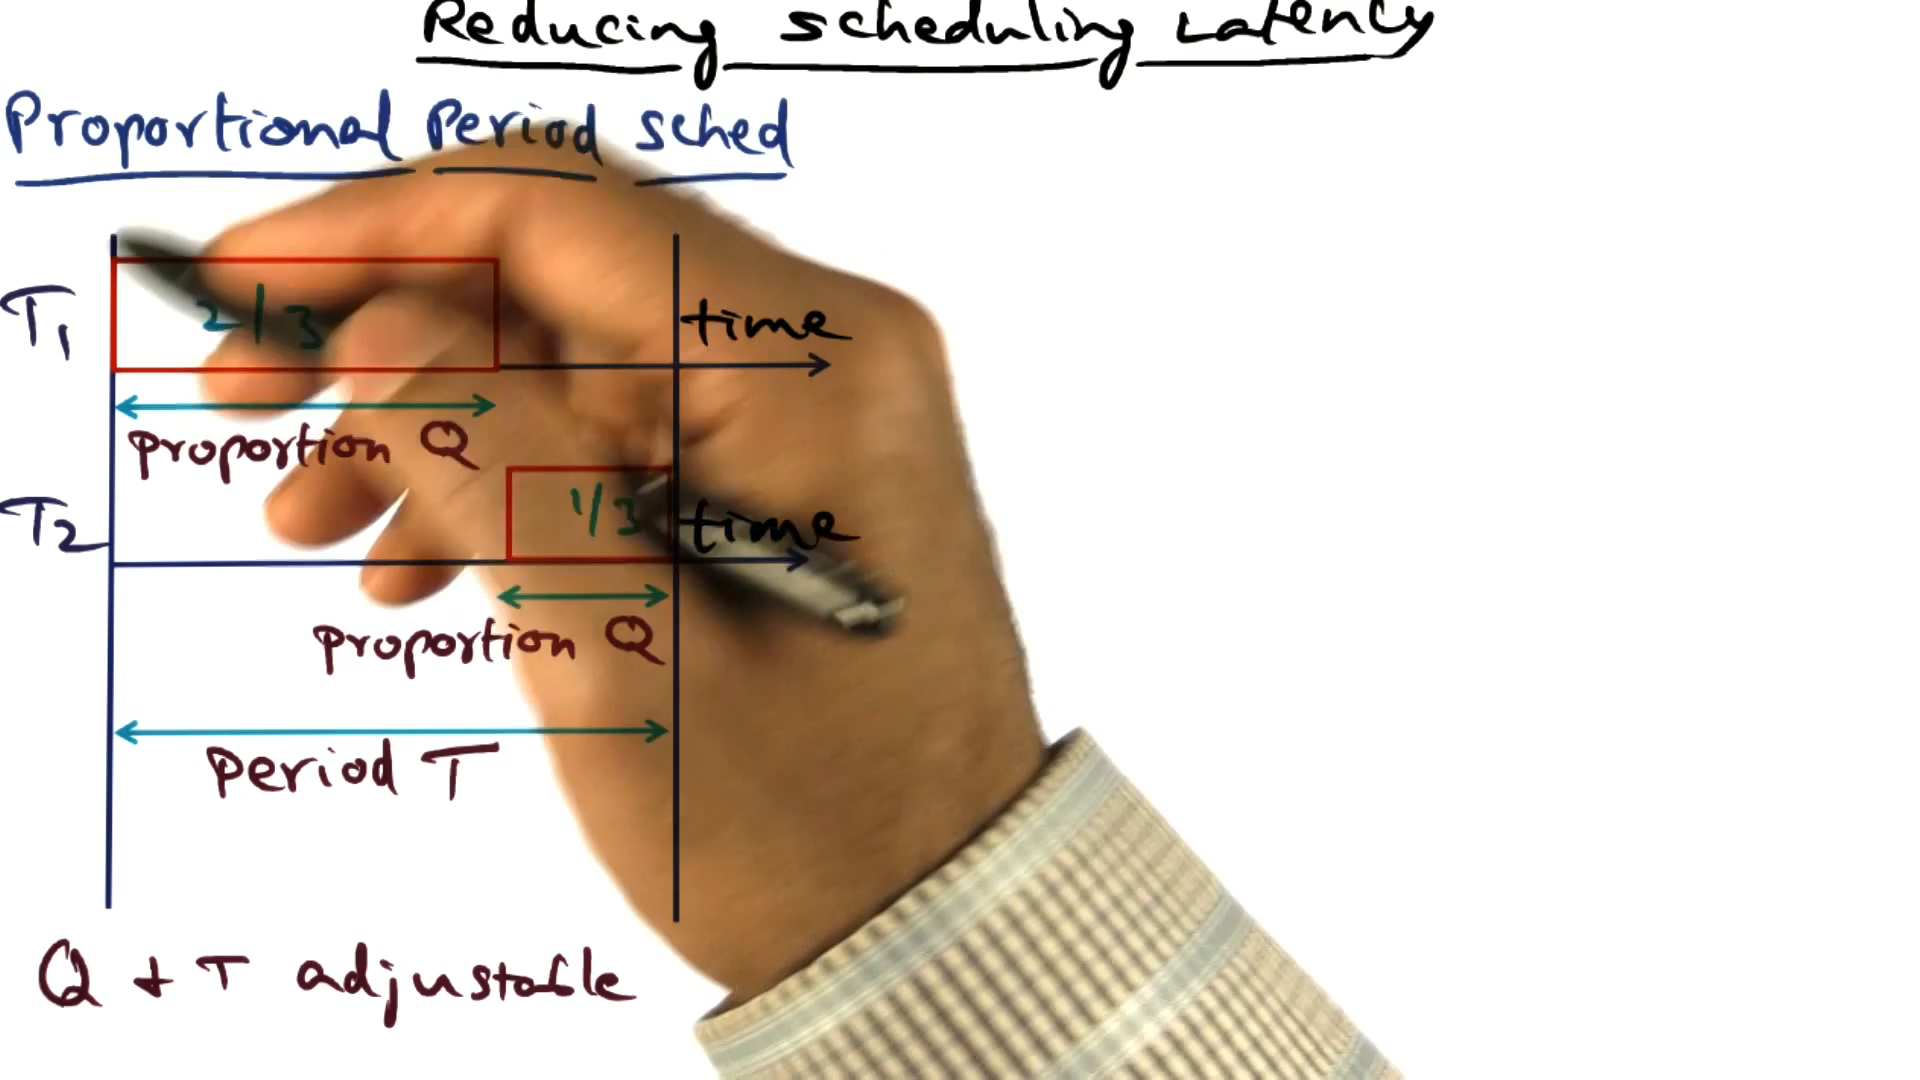 Reducing scheduling Latency
Proportional Period sched
T1
2/3
time
proportion Q
T2
1/3
time
proportion Q
Period T
Q + T adjustable